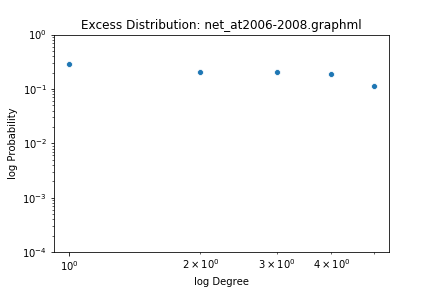 Excess Distribution: net_at2006-2008.graphml
10⁰
10⁻¹
10⁻²
10⁻³
10⁻⁴
log Probability
10⁰ 2 × 10⁰ 3 × 10⁰ 4 × 10⁰
log Degree